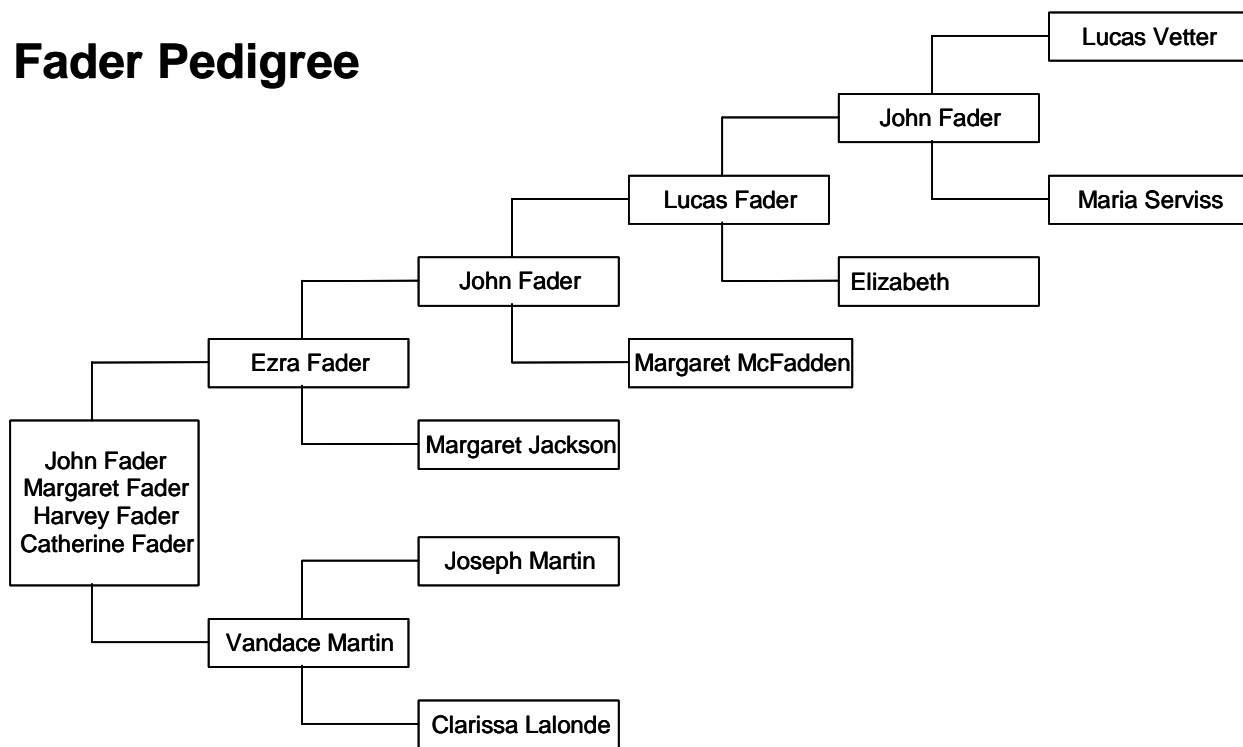 Fader Pedigree
Lucas Vetter
John Fader
Lucas Fader
Maria Serviss
John Fader
Elizabeth
Ezra Fader
Margaret McFadden
Margaret Jackson
John Fader
Margaret Fader
Harvey Fader
Catherine Fader
Joseph Martin
Vandace Martin
Clarissa Lalonde